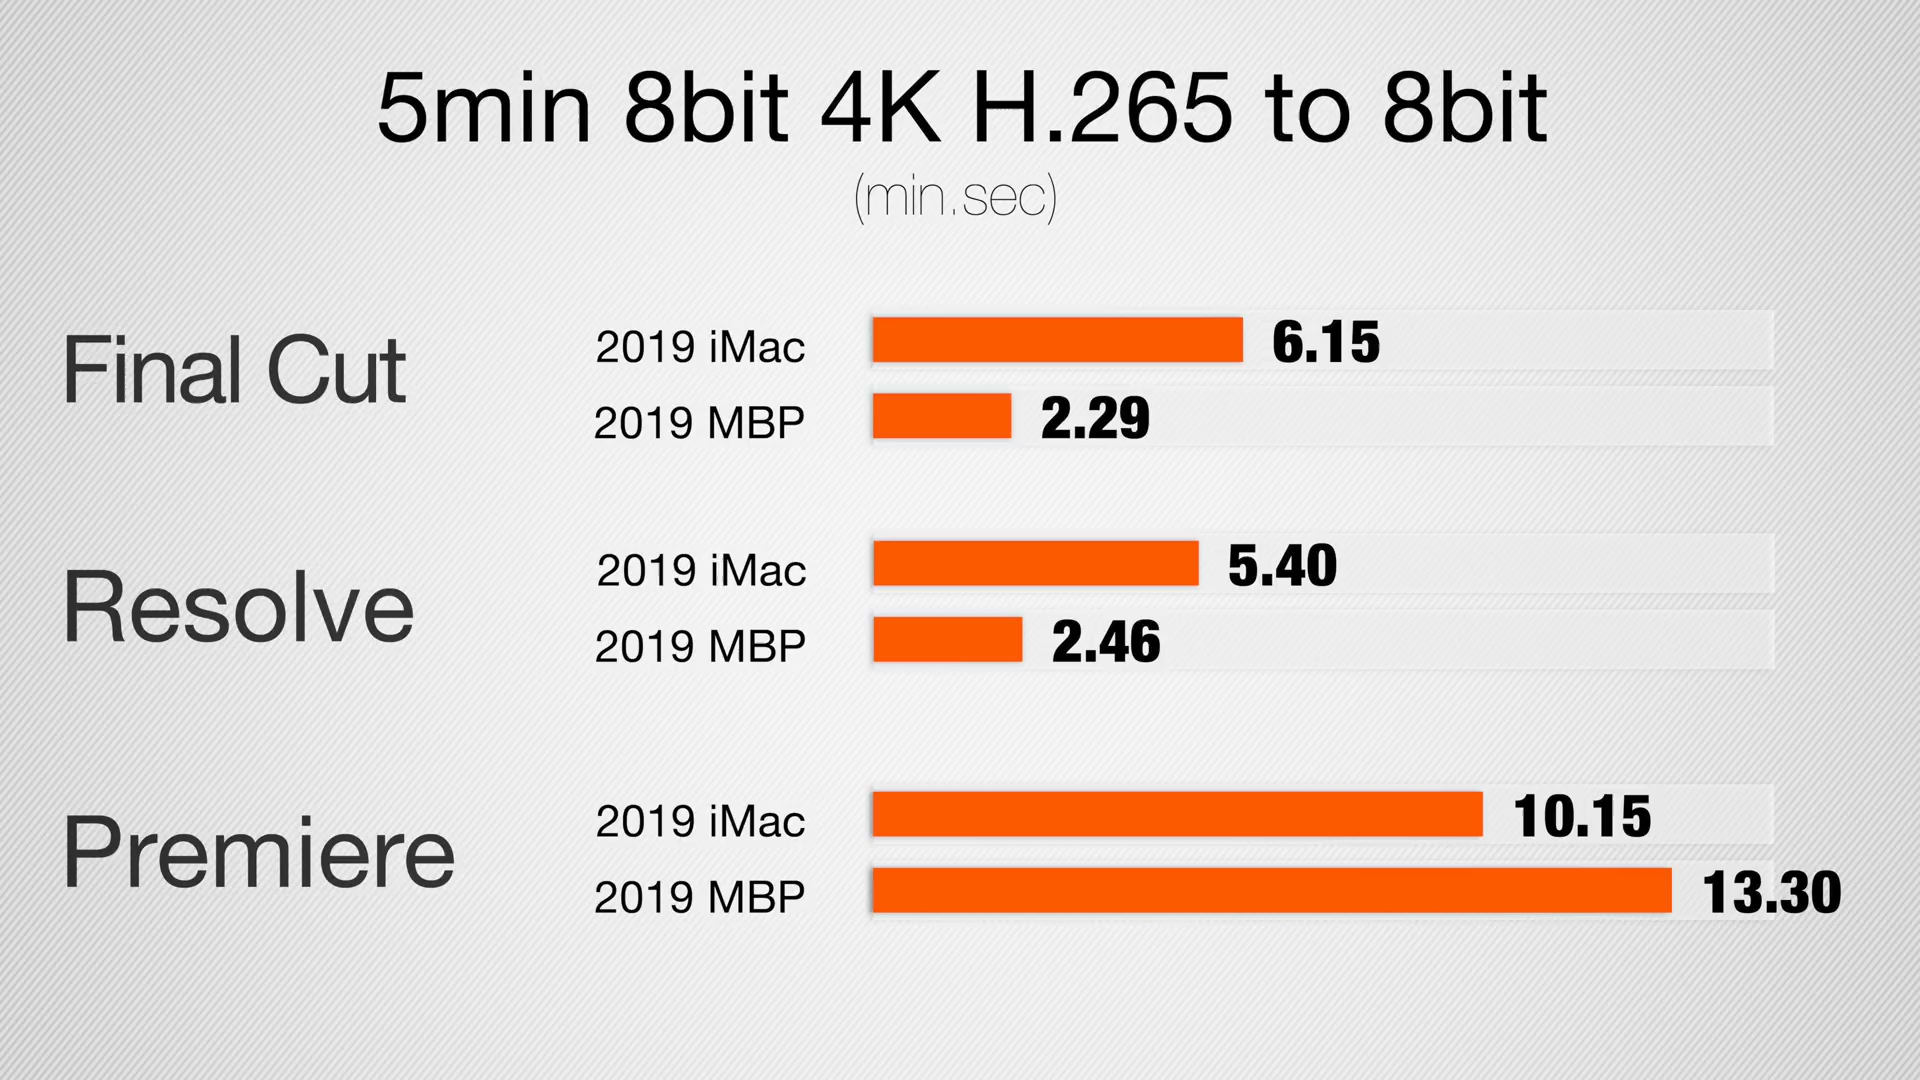 5min 8bit 4K H.265 to 8bit
(min.sec)
Final Cut
2019 iMac 6.15
2019 MBP 2.29
Resolve
2019 iMac 5.40
2019 MBP 2.46
Premiere
2019 iMac 10.15
2019 MBP 13.30